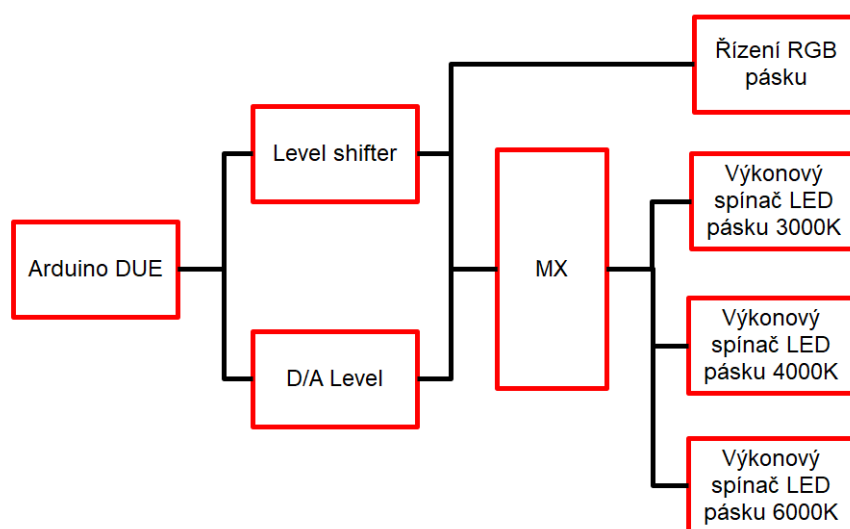 Řízení RGB
pásku
Level shifter
Výkonový
spínač LED
pásku 3000K
Arduino DUE
MX
Výkonový
spínač LED
pásku 4000K
D/A Level
Výkonový
spínač LED
pásku 6000K